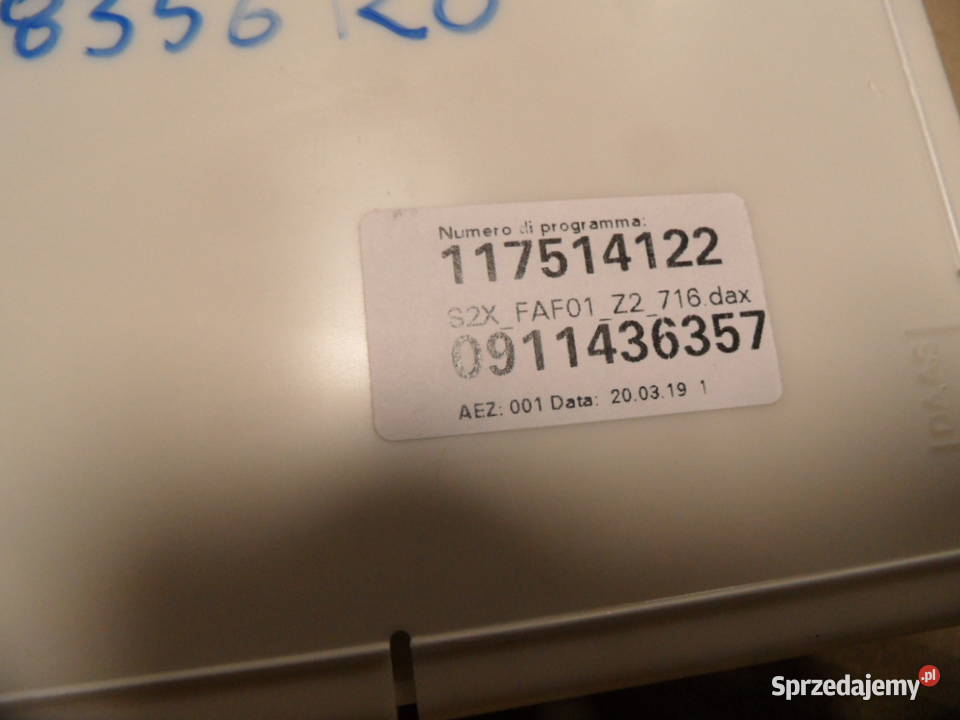 8356 RO
Numero di programma:
117514122
S2X_FAF01_Z2_716.dax
0911436357
AEZ: 001 Data: 20.03.19 1
Sprzedajemy.pl